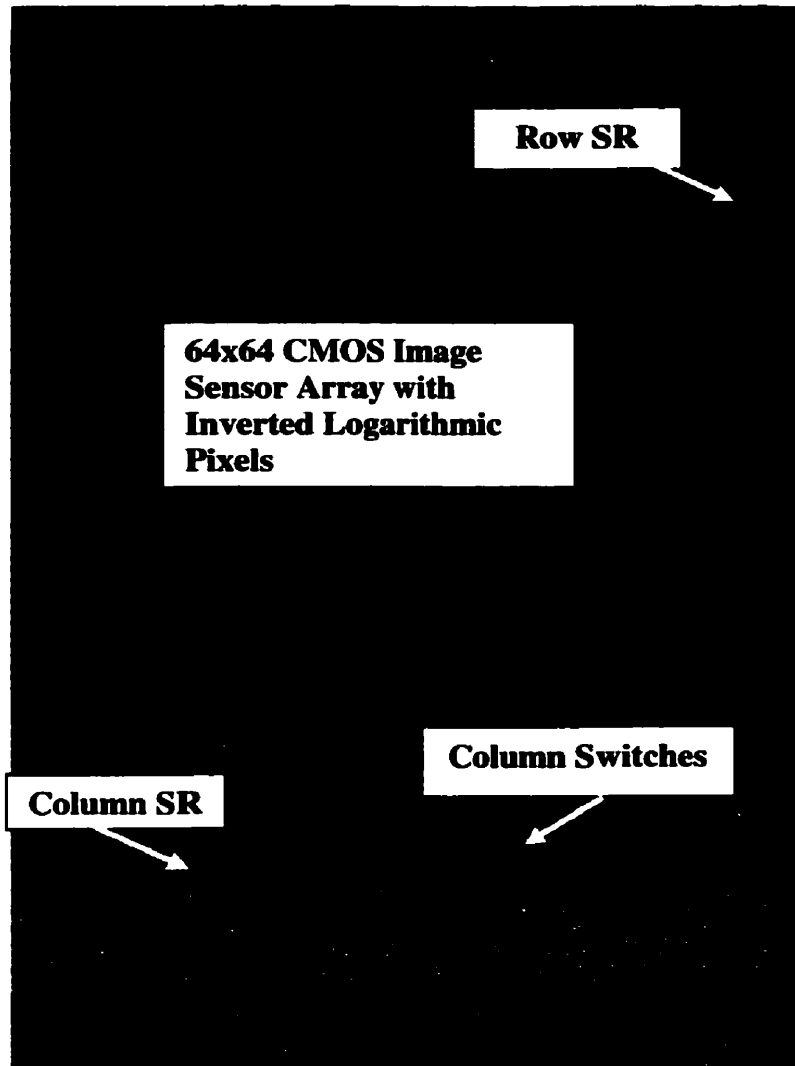 Row SR
64x64 CMOS Image
Sensor Array with
Inverted Logarithmic
Pixels
Column Switches
Column SR